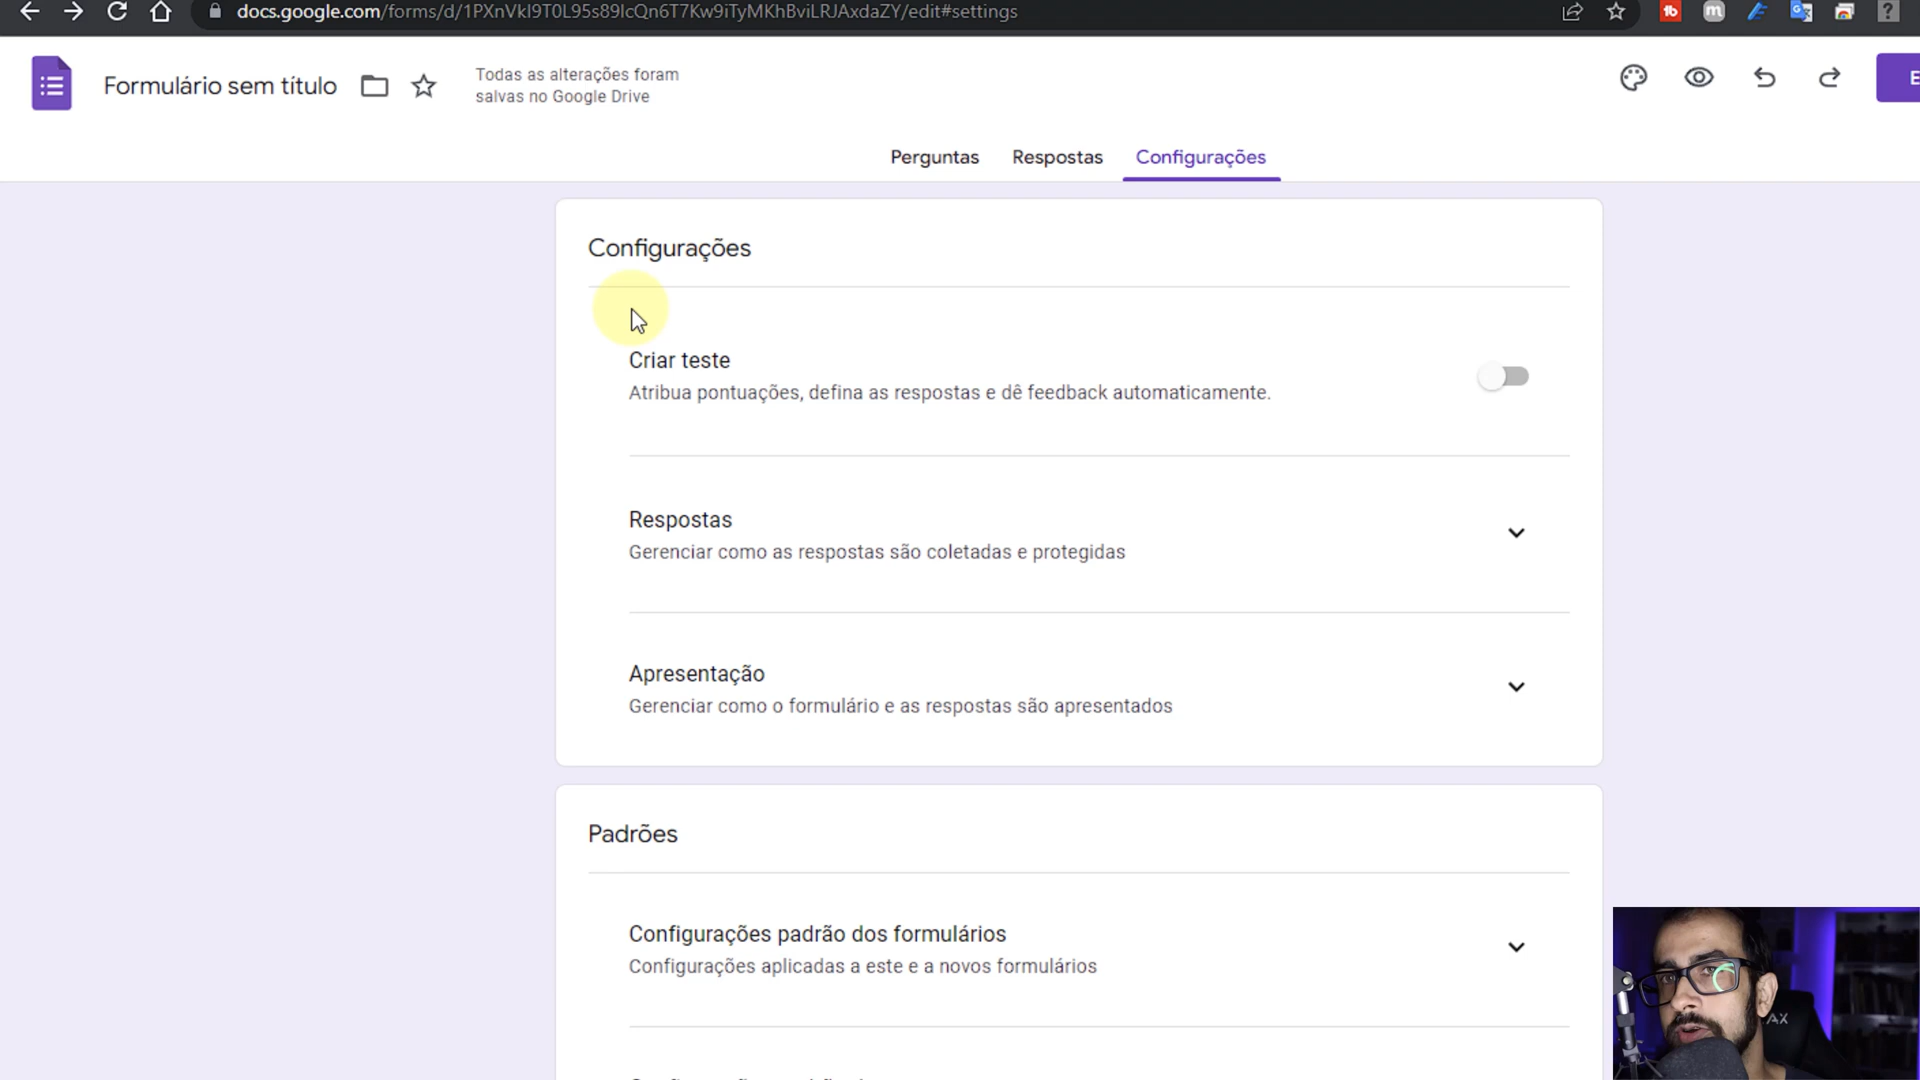 docs.google.com/forms/d/1PXnVkI9T0L95s89IcQn6T7Kw9iTyMKhBviLRJAxdaZY/edit#settings
Formulário sem título
Todas as alterações foram
salvas no Google Drive
E
Perguntas
Respostas
Configurações
Configurações
Criar teste
Atribua pontuações, defina as respostas e dê feedback automaticamente.
Respostas
Gerenciar como as respostas são coletadas e protegidas
Apresentação
Gerenciar como o formulário e as respostas são apresentados
Padrões
Configurações padrão dos formulários
Configurações aplicadas a este e a novos formulários
AX